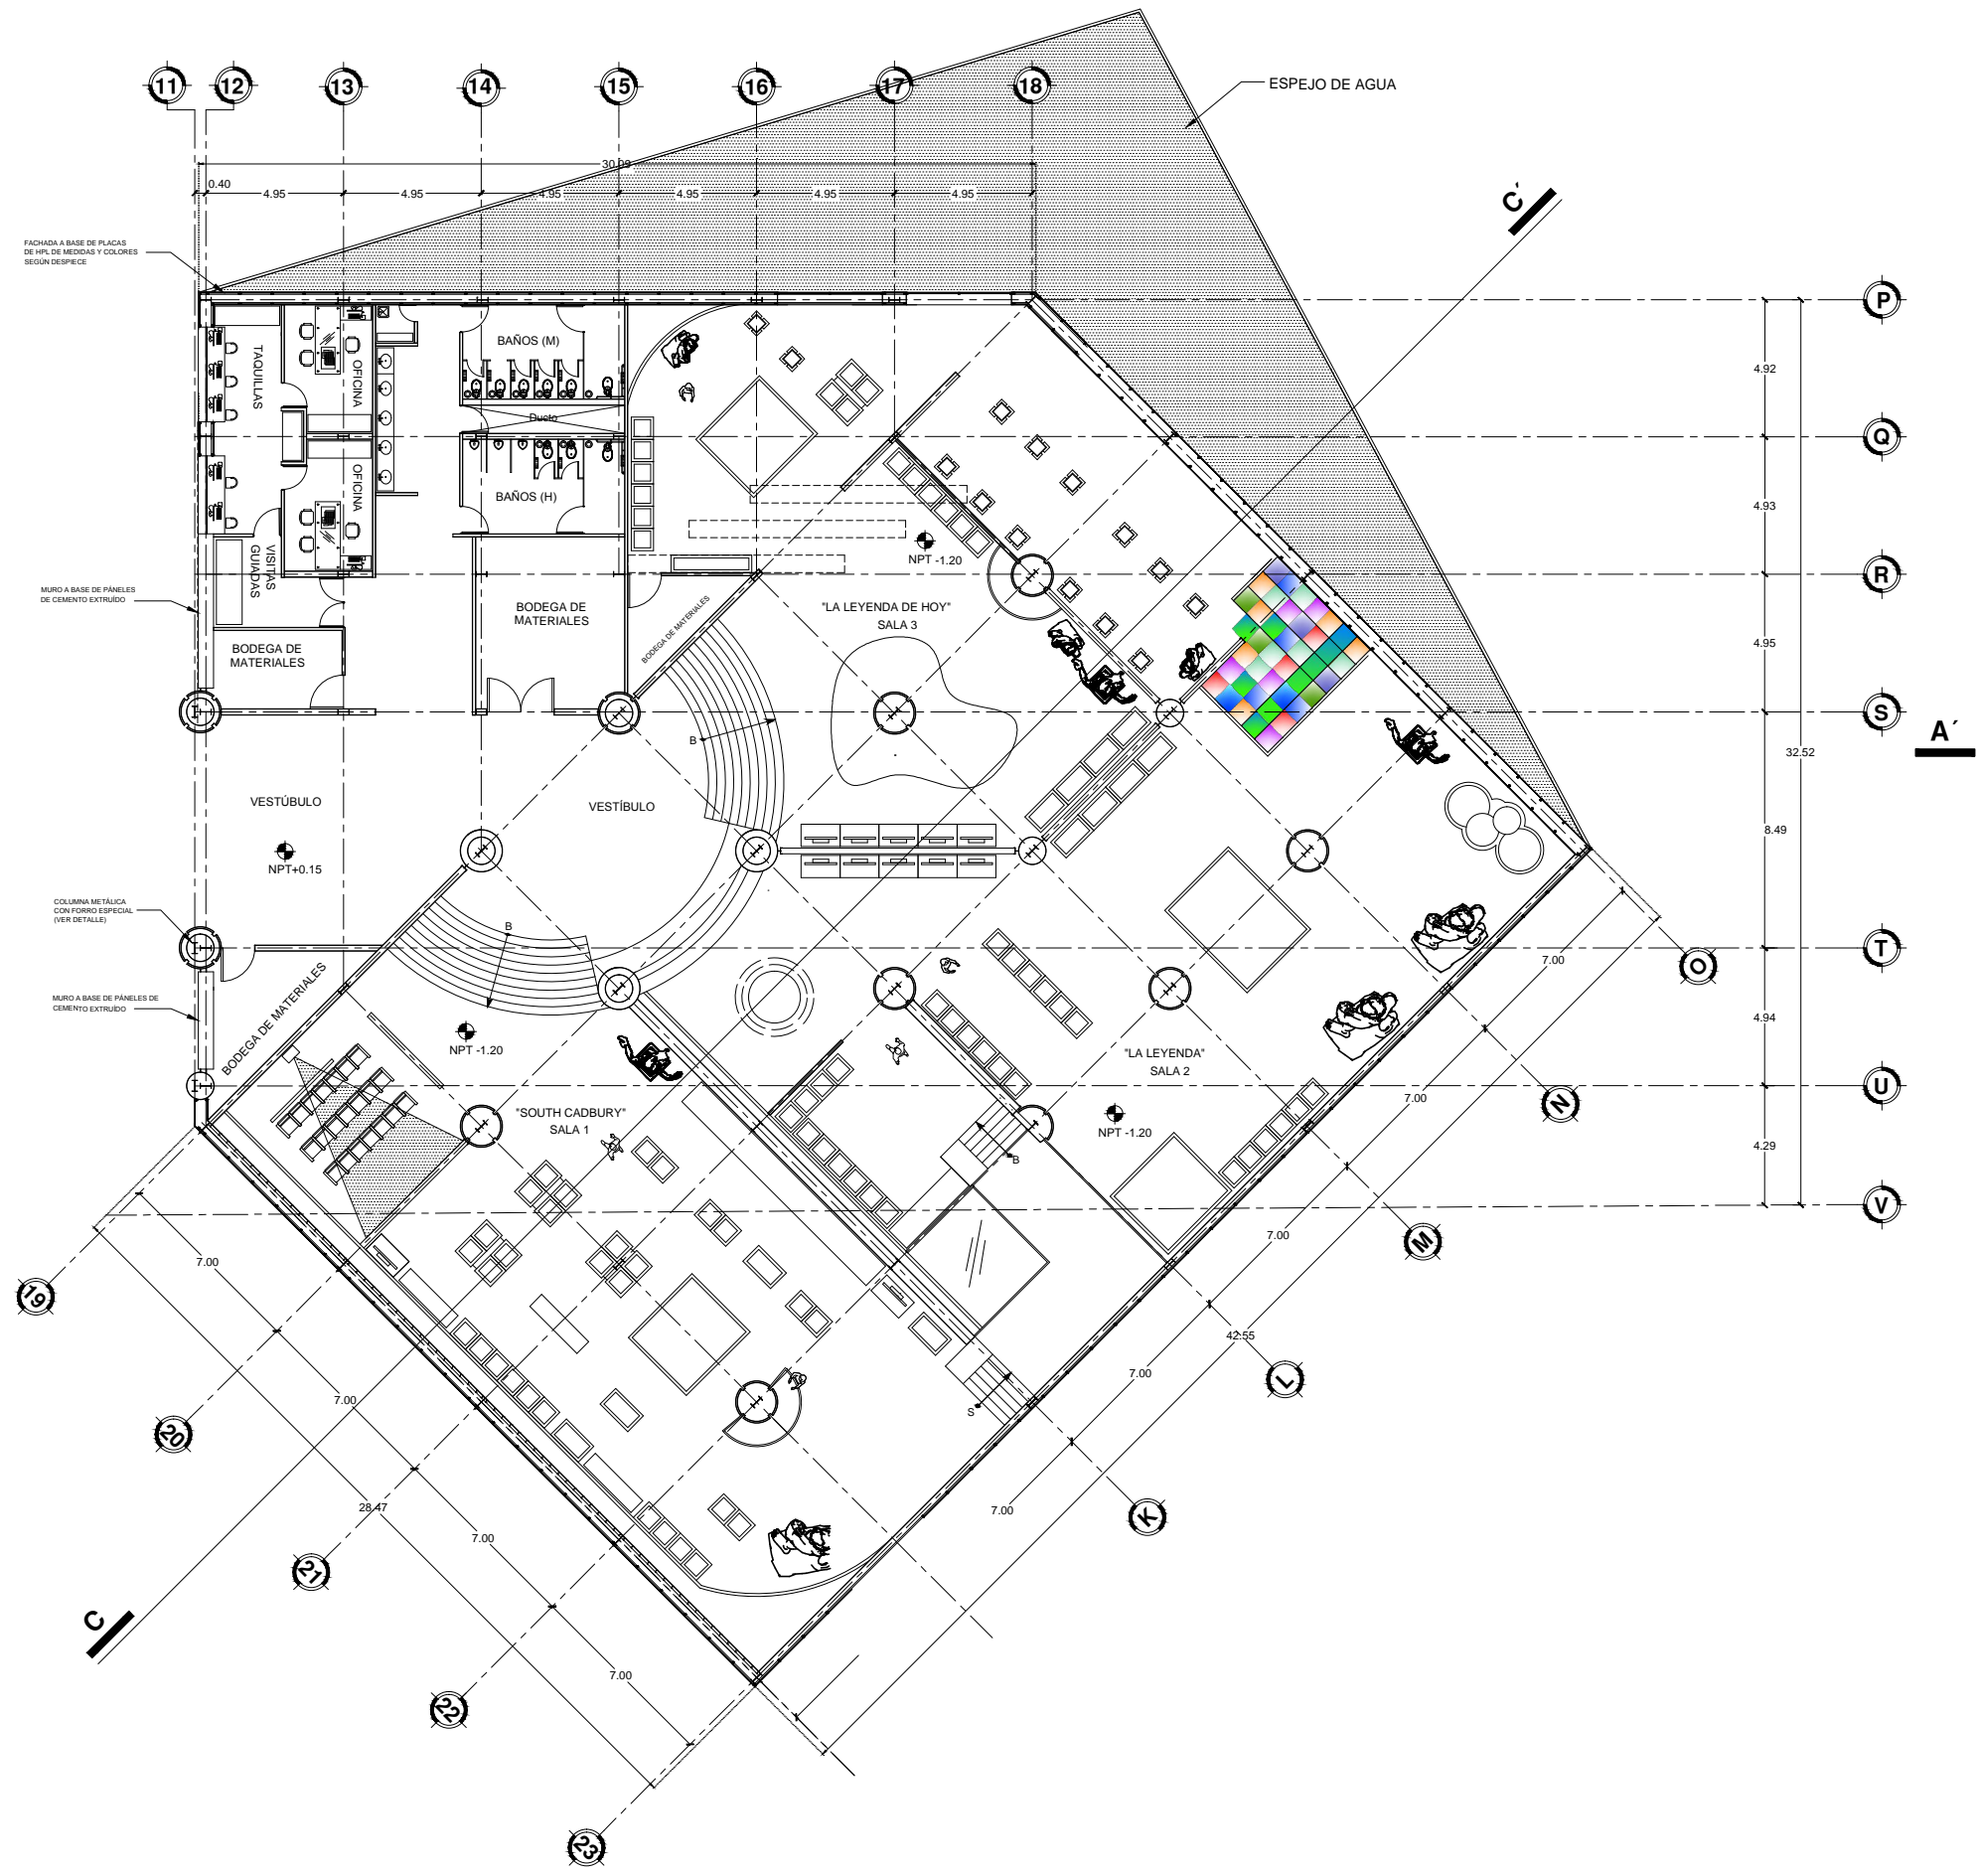 11
12
13
14
15
16
17
18
ESPEJO DE AGUA
30.09
0.40
4.95
4.95
4.95
4.95
4.95
4.95
C´
FACHADA A BASE DE PLACAS
DE HPL DE MEDIDAS Y COLORES
SEGÚN DESPIECE
P
TAQUILLAS
OFICINA
BAÑOS (M)
4.92
Ducto
Q
OFICINA
BAÑOS (H)
4.93
VISITAS
GUIADAS
NPT -1.20
R
MURO A BASE DE PÁNELES
DE CEMENTO EXTRUÍDO
BODEGA DE
MATERIALES
BODEGA DE MATERIALES
"LA LEYENDA DE HOY"
SALA 3
BODEGA DE
MATERIALES
4.95
S
A´
B
32.52
VESTÚBULO
VESTÍBULO
8.49
NPT+0.15
COLUMNA METÁLICA
CON FORRO ESPECIAL
(VER DETALLE)
B
T
7.00
O
MURO A BASE DE PÁNELES DE
CEMENTO EXTRUÍDO
BODEGA DE MATERIALES
NPT -1.20
4.94
"LA LEYENDA"
SALA 2
U
7.00
N
"SOUTH CADBURY"
SALA 1
NPT -1.20
B
4.29
V
7.00
M
7.00
19
7.00
42.55
L
7.00
7.00
20
S
28.47
7.00
K
7.00
21
C
7.00
22
23